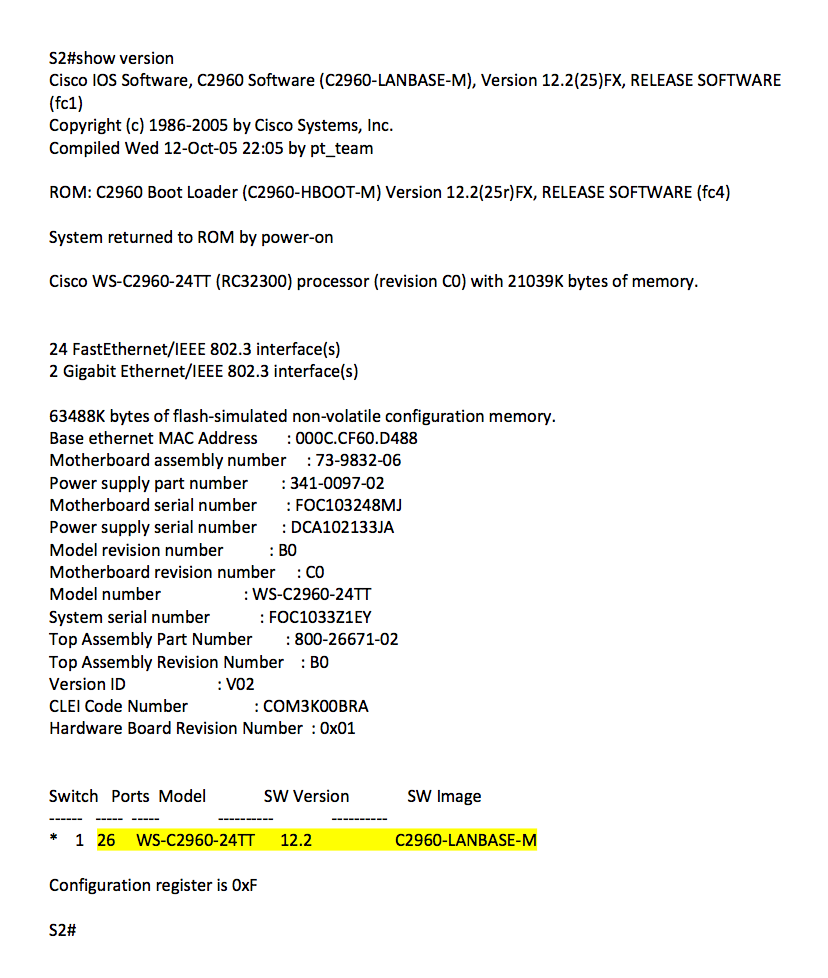 S2#show version
Cisco IOS Software, C2960 Software (C2960-LANBASE-M), Version 12.2(25)FX, RELEASE SOFTWARE
(fc1)
Copyright (c) 1986-2005 by Cisco Systems, Inc.
Compiled Wed 12-Oct-05 22:05 by pt_team
ROM: C2960 Boot Loader (C2960-HBOOT-M) Version 12.2(25r)FX, RELEASE SOFTWARE (fc4)
System returned to ROM by power-on
Cisco WS-C2960-24TT (RC32300) processor (revision C0) with 21039K bytes of memory.
24 FastEthernet/IEEE 802.3 interface(s)
2 Gigabit Ethernet/IEEE 802.3 interface(s)
63488K bytes of flash-simulated non-volatile configuration memory.
Base ethernet MAC Address : 000C.CF60.D488
Motherboard assembly number : 73-9832-06
Power supply part number : 341-0097-02
Motherboard serial number : FOC103248MJ
Power supply serial number : DCA102133JA
Model revision number : B0
Motherboard revision number : C0
Model number : WS-C2960-24TT
System serial number : FOC1033Z1EY
Top Assembly Part Number : 800-26671-02
Top Assembly Revision Number : B0
Version ID : V02
CLEI Code Number : COM3K00BRA
Hardware Board Revision Number : 0x01
Switch Ports Model SW Version SW Image
------ ----- ----- ---------- ----------
* 1 26 WS-C2960-24TT 12.2 C2960-LANBASE-M
Configuration register is 0xF
S2#